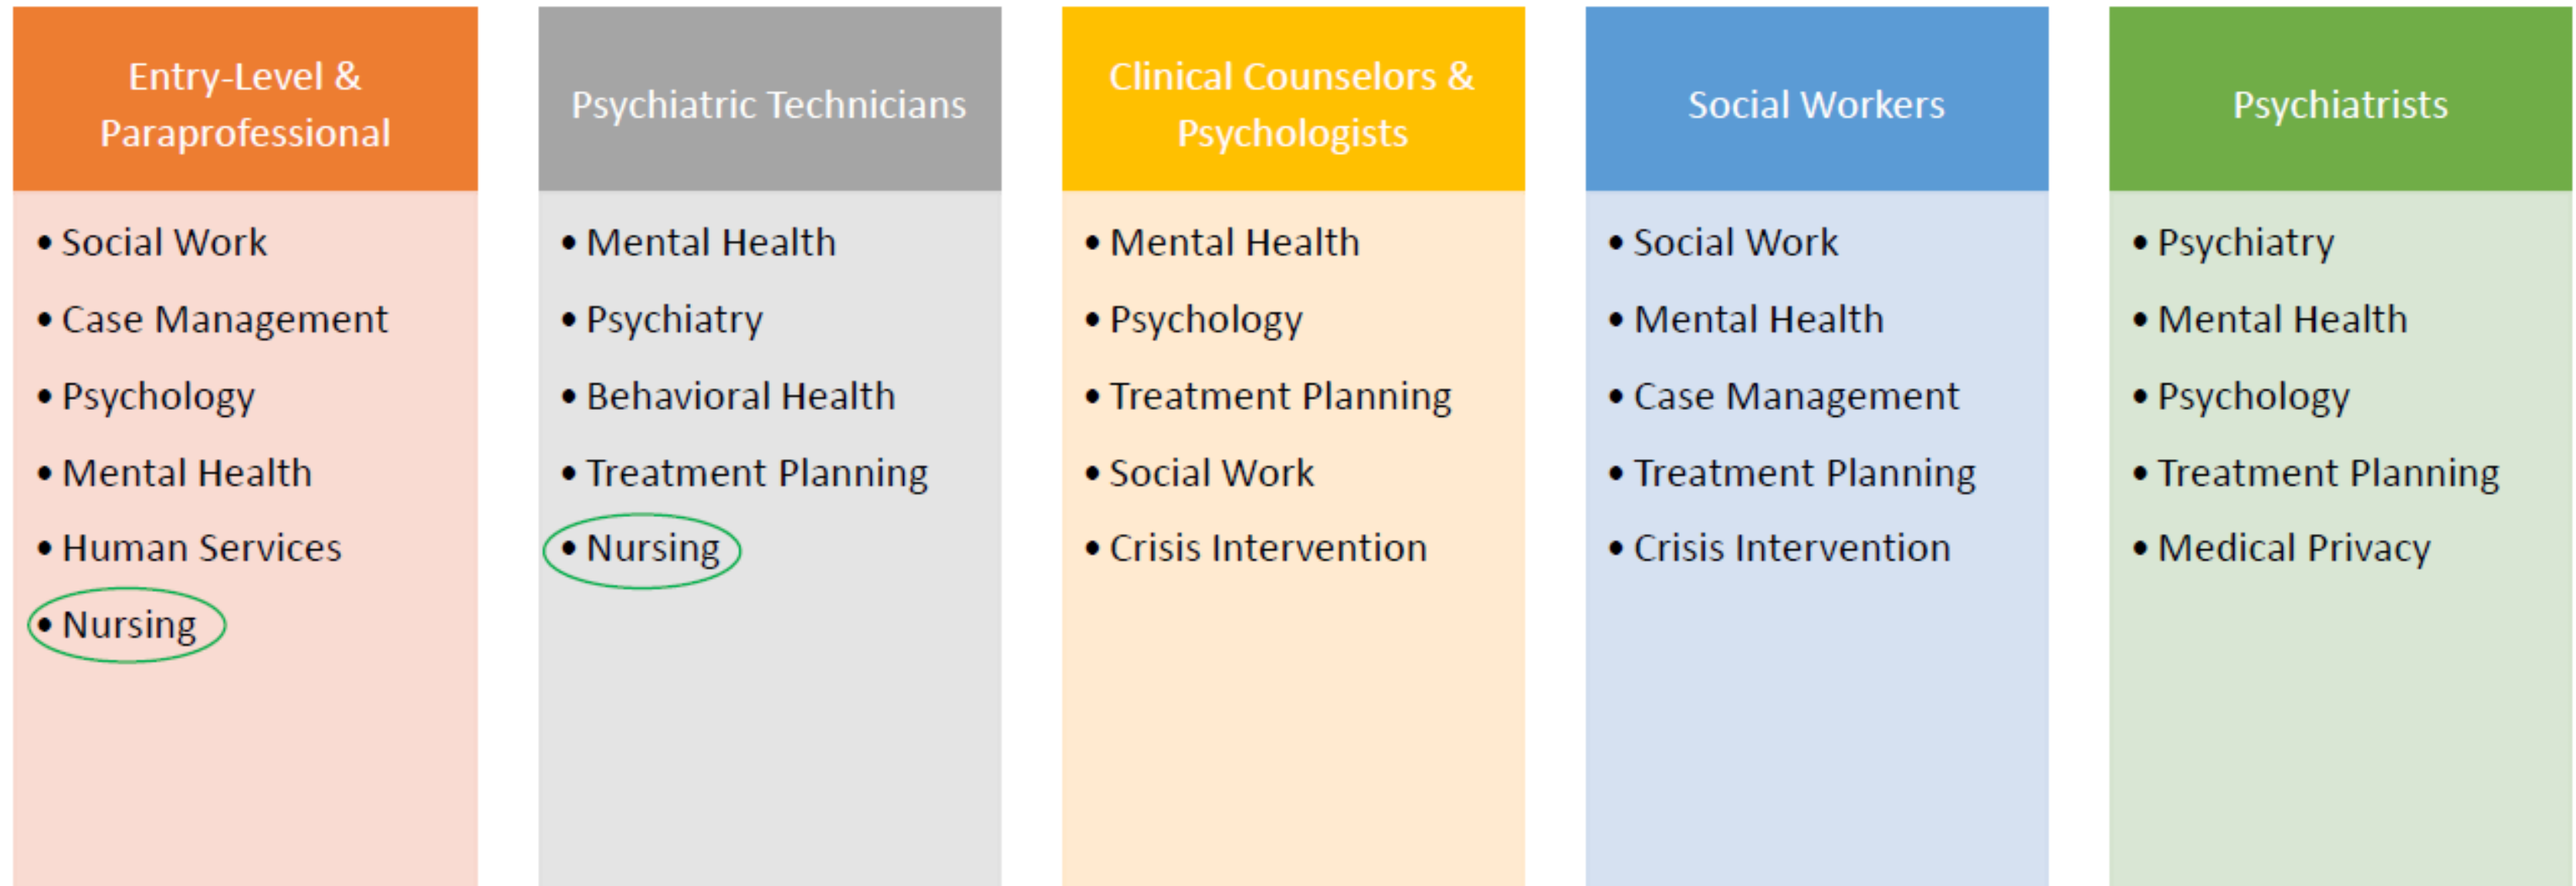 Entry-Level &
Paraprofessional
• Social Work
• Case Management
• Psychology
• Mental Health
• Human Services
• Nursing
Psychiatric Technicians
• Mental Health
• Psychiatry
• Behavioral Health
• Treatment Planning
• Nursing
Clinical Counselors &
Psychologists
• Mental Health
• Psychology
• Treatment Planning
• Social Work
• Crisis Intervention
Social Workers
• Social Work
• Mental Health
• Case Management
• Treatment Planning
• Crisis Intervention
Psychiatrists
• Psychiatry
• Mental Health
• Psychology
• Treatment Planning
• Medical Privacy